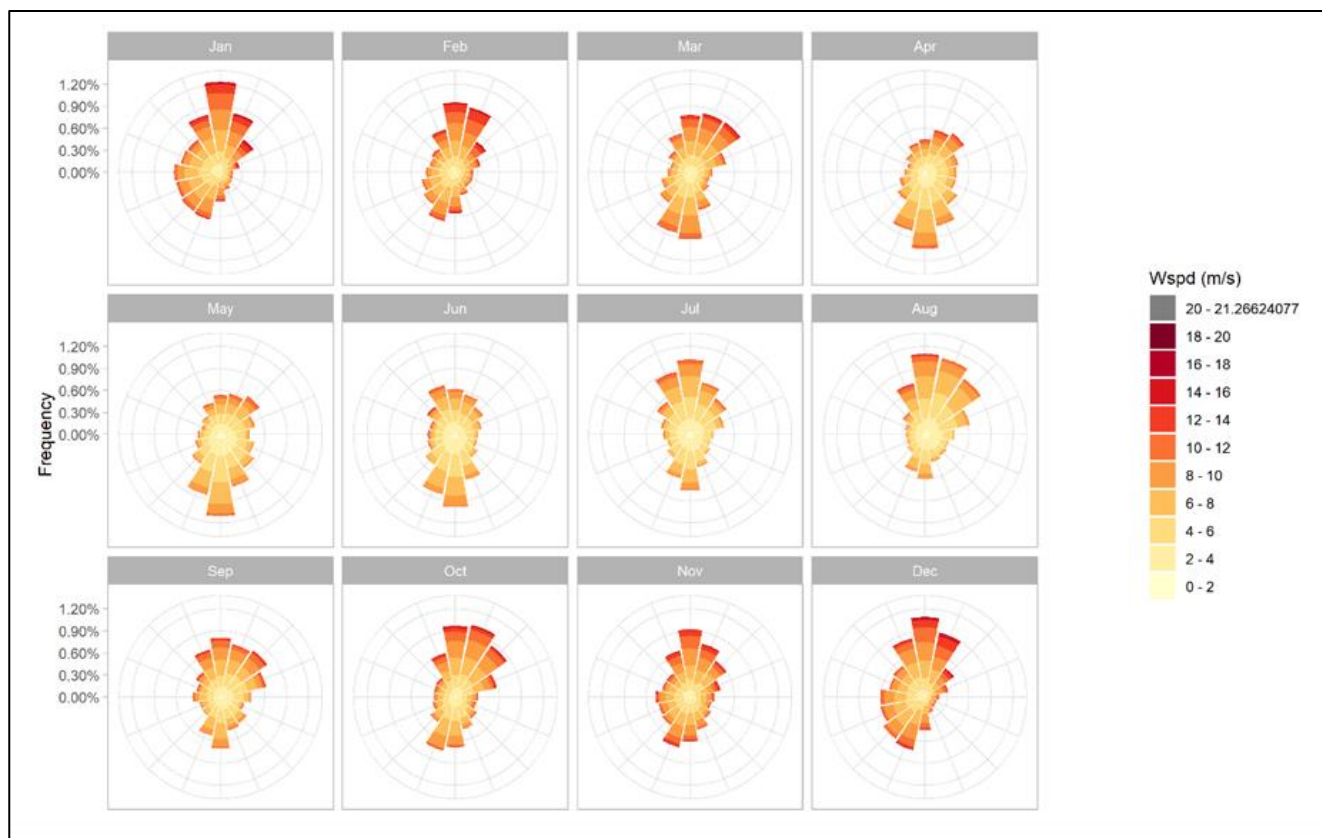 Jan Feb Mar Apr
1.20%
0.90%
0.60%
0.30%
0.00%
May Jun Jul Aug
1.20%
0.90%
0.60%
0.30%
0.00%
Frequency
Sep Oct Nov Dec
1.20%
0.90%
0.60%
0.30%
0.00%
Wspd (m/s)
20 - 21.26624077
18 - 20
16 - 18
14 - 16
12 - 14
10 - 12
8 - 10
6 - 8
4 - 6
2 - 4
0 - 2